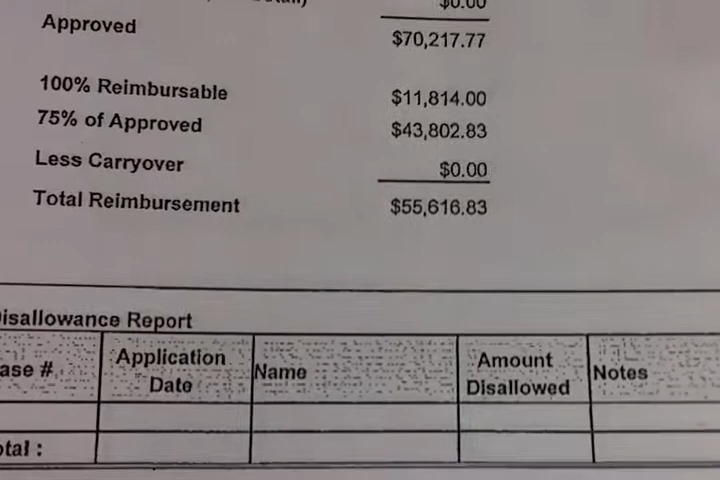 $0.00
Approved $70,217.77
100% Reimbursable $11,814.00
75% of Approved $43,802.83
Less Carryover $0.00
Total Reimbursement $55,616.83
isallowance Report
ase # Application Date Name Amount Disallowed Notes
otal :